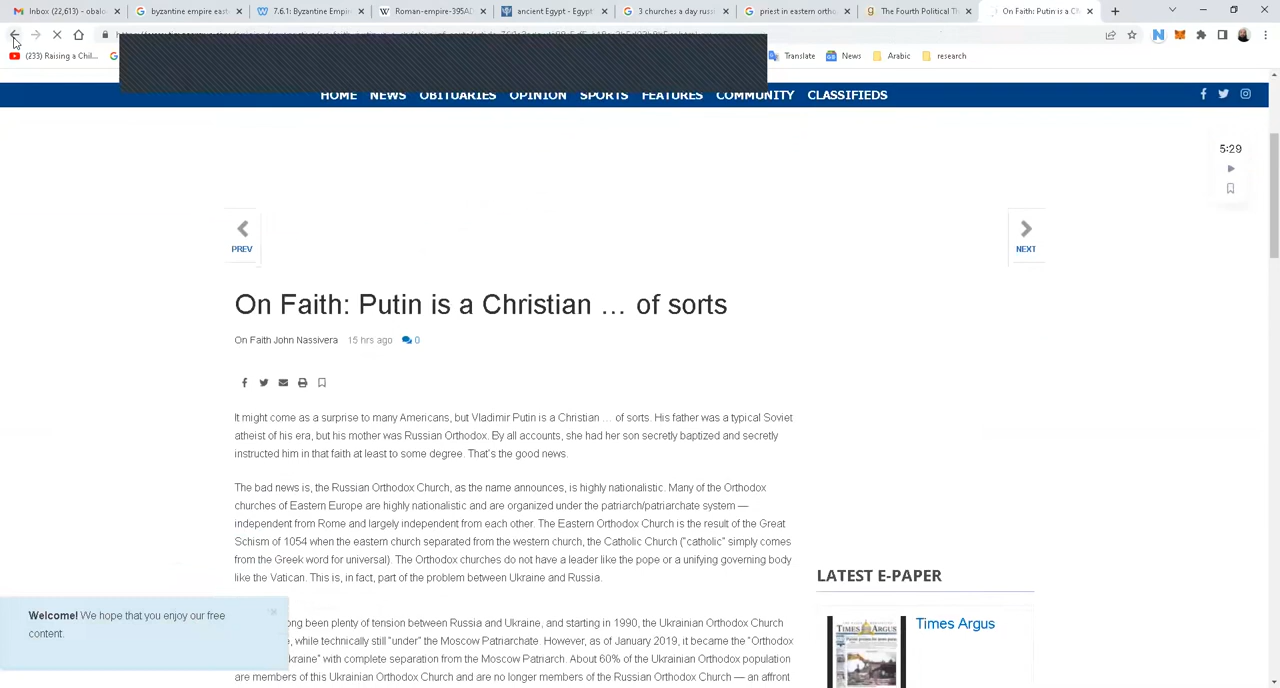 Inbox (22,613) - obalo
byzantine empire east
7.6.1: Byzantine Empi
Roman-empire-395AD
ancient Egypt - Egypt
3 churches a day russ
priest in eastern ortho
The Fourth Political Th
On Faith: Putin is a C
(233) Raising a Chil...
Translate
News
Arabic
research
HOME NEWS OBITUARIES OPINION SPORTS FEATURES COMMUNITY CLASSIFIEDS
5:29
PREV
NEXT
On Faith: Putin is a Christian … of sorts
On Faith John Nassivera 15 hrs ago 0
It might come as a surprise to many Americans, but Vladimir Putin is a Christian … of sorts. His father was a typical Soviet
atheist of his era, but his mother was Russian Orthodox. By all accounts, she had her son secretly baptized and secretly
instructed him in that faith at least to some degree. That's the good news.
The bad news is, the Russian Orthodox Church, as the name announces, is highly nationalistic. Many of the Orthodox
churches of Eastern Europe are highly nationalistic and are organized under the patriarch/patriarchate system —
independent from Rome and largely independent from each other. The Eastern Orthodox Church is the result of the Great
Schism of 1054 when the eastern church separated from the western church, the Catholic Church ("catholic" simply comes
from the Greek word for universal). The Orthodox churches do not have a leader like the pope or a unifying governing body
like the Vatican. This is, in fact, part of the problem between Ukraine and Russia.
LATEST E-PAPER
Times Argus
TIMES ARGUS
Welcome! We hope that you enjoy our free
content.
ong been plenty of tension between Russia and Ukraine, and starting in 1990, the Ukrainian Orthodox Church
, while technically still "under" the Moscow Patriarchate. However, as of January 2019, it became the "Orthodox
kraine" with complete separation from the Moscow Patriarch. About 60% of the Ukrainian Orthodox population
are members of this Ukrainian Orthodox Church and are no longer members of the Russian Orthodox Church — an affront